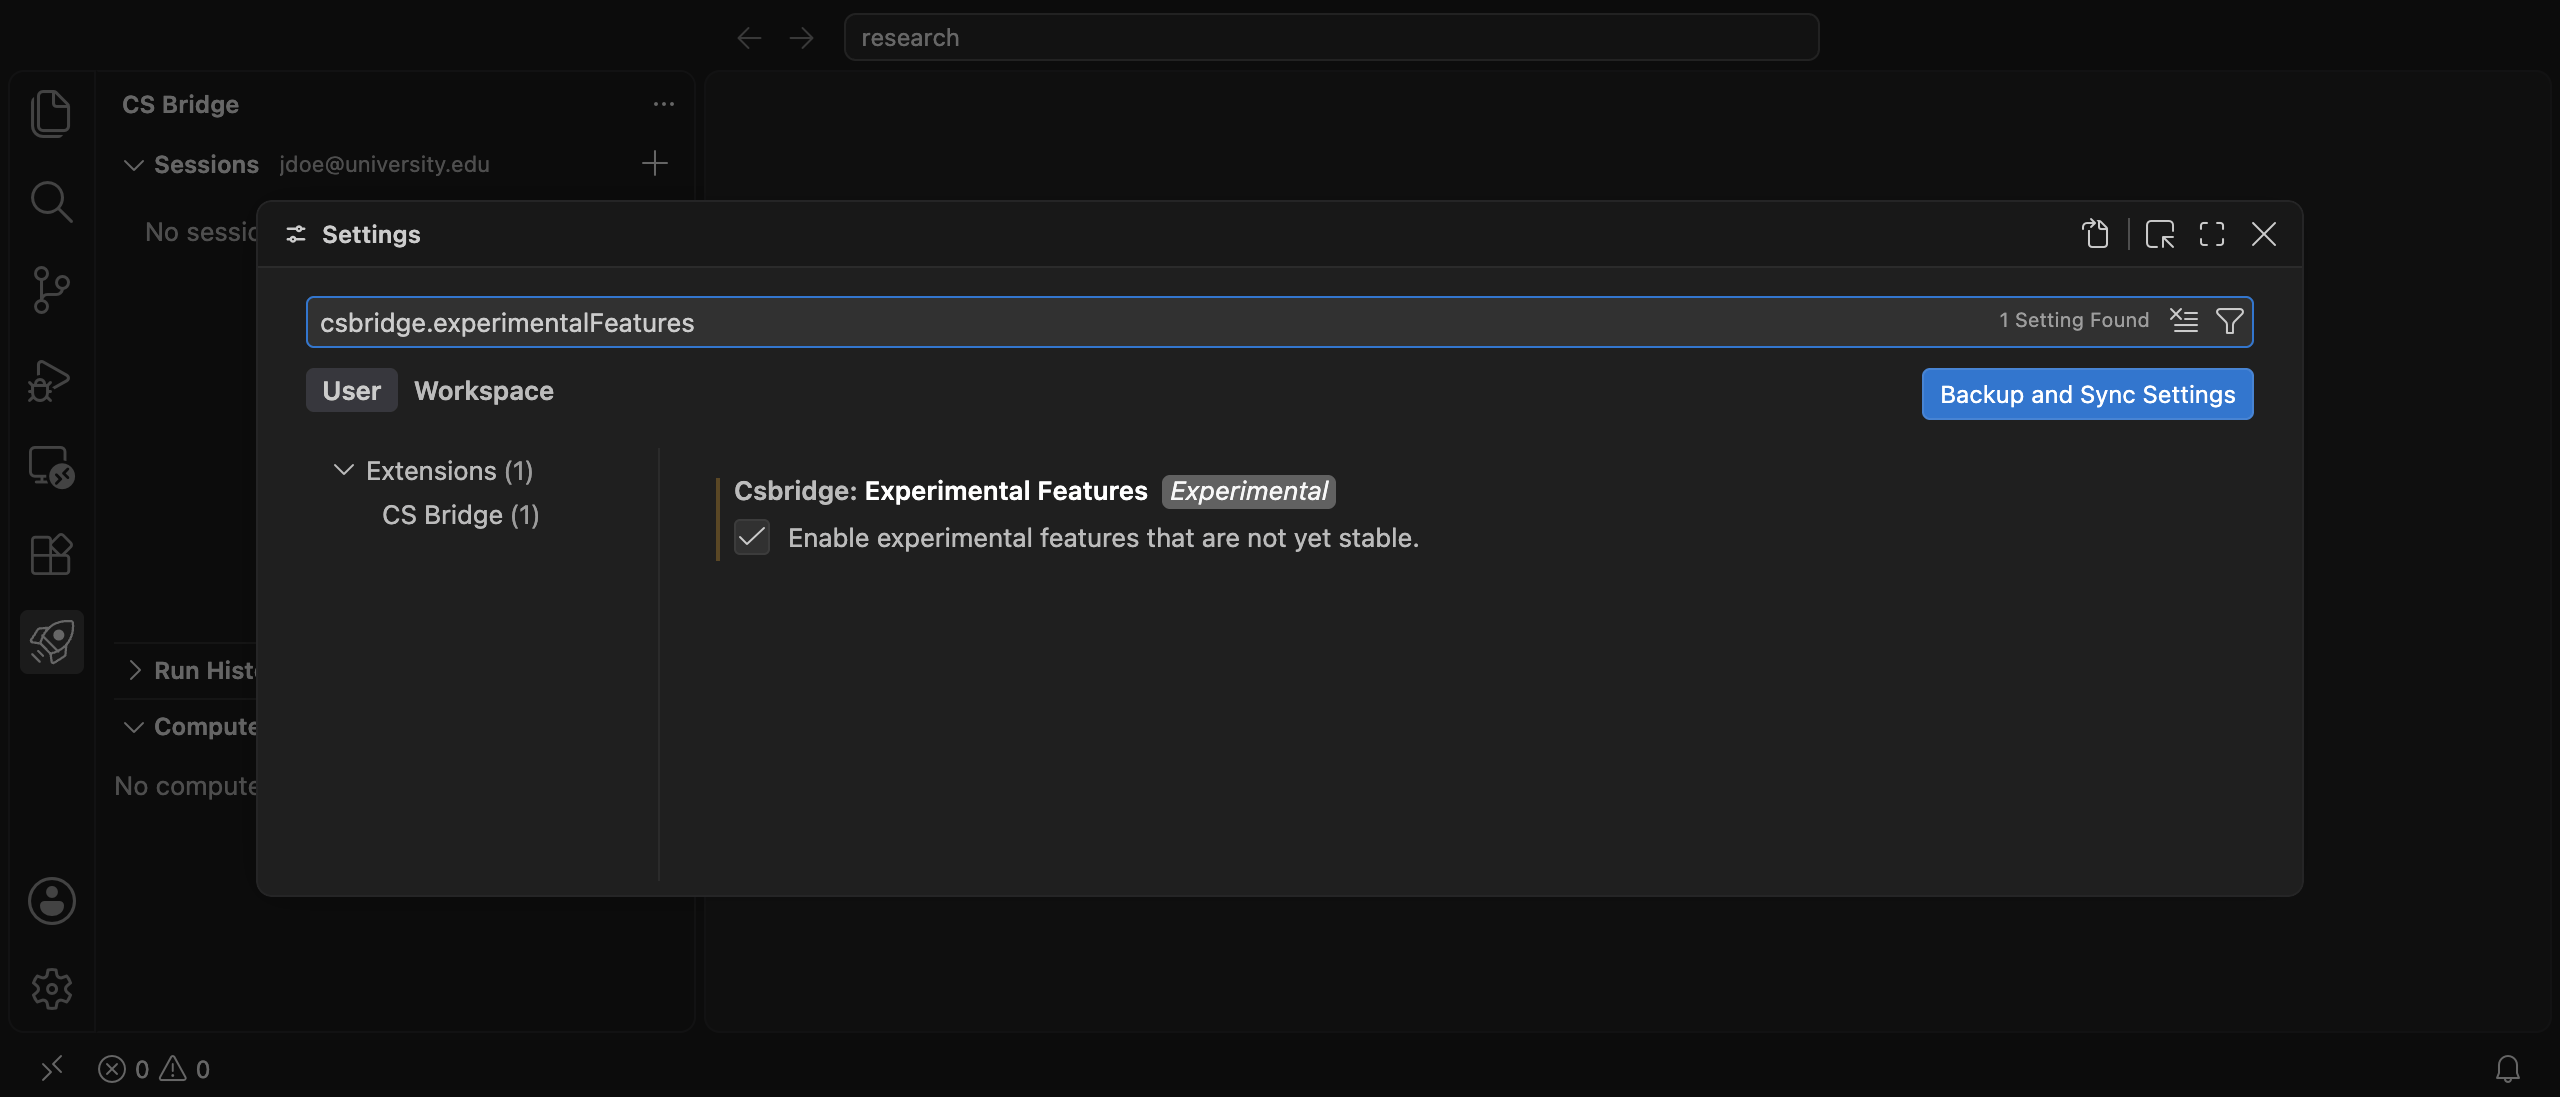 research
CS Bridge
Sessions jdoe@university.edu
No sessio
Settings
csbridge.experimentalFeatures
1 Setting Found
User Workspace
Backup and Sync Settings
Extensions (1)
CS Bridge (1)
Csbridge: Experimental Features Experimental
Enable experimental features that are not yet stable.
Run Histo
Compute
No compute
0 0